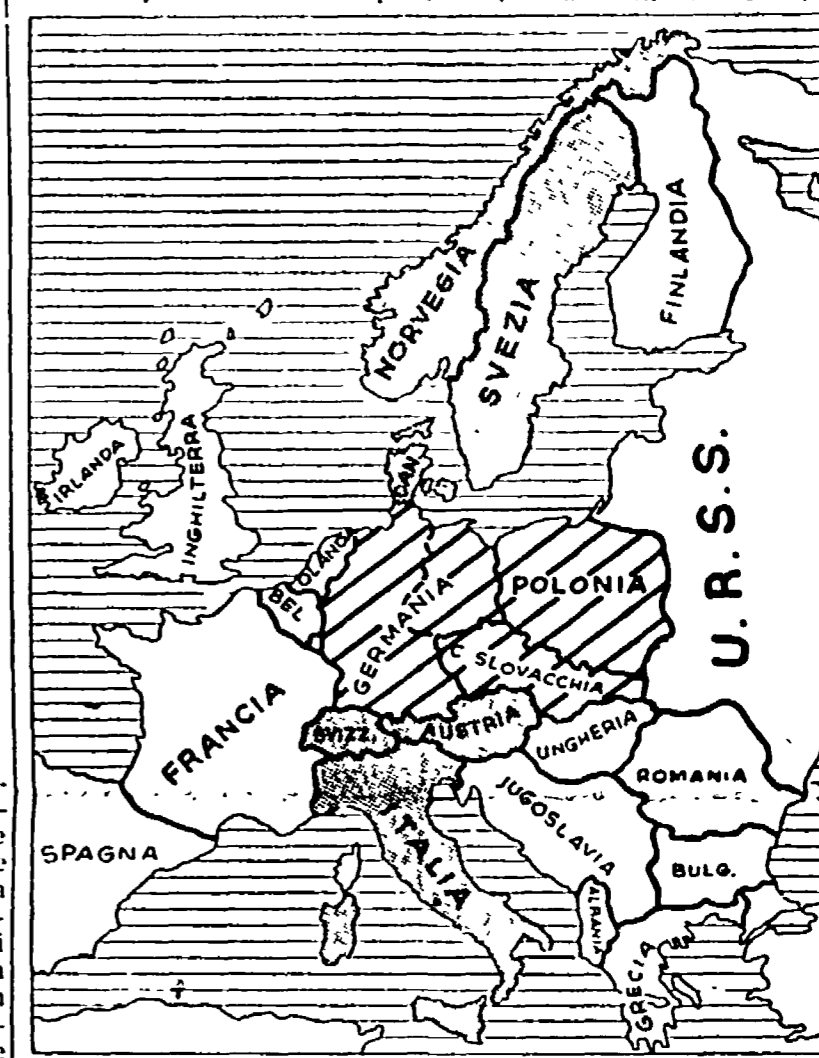 NORVEGIA
SVEZIA
FINLANDIA
IRLANDA
INGHILTERRA
DAN.
U.R.S.S.
OLANDA
BEL
GERMANIA
POLONIA
C SLOVACCHIA
FRANCIA
SVIZZ.
AUSTRIA
UNGHERIA
ROMANIA
JUGOSLAVIA
ITALIA
SPAGNA
BULG.
ALBANIA
GRECIA